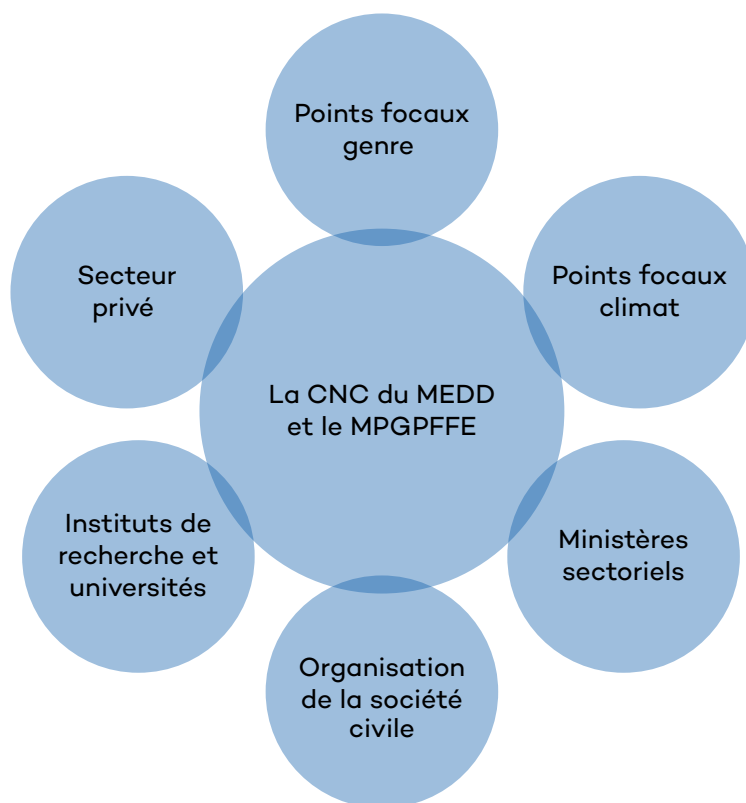 Points focaux
genre
Secteur
privé
Points focaux
climat
La CNC du MEDD
et le MPGPFFE
Instituts de
recherche et
universités
Ministères
sectoriels
Organisation
de la société
civile